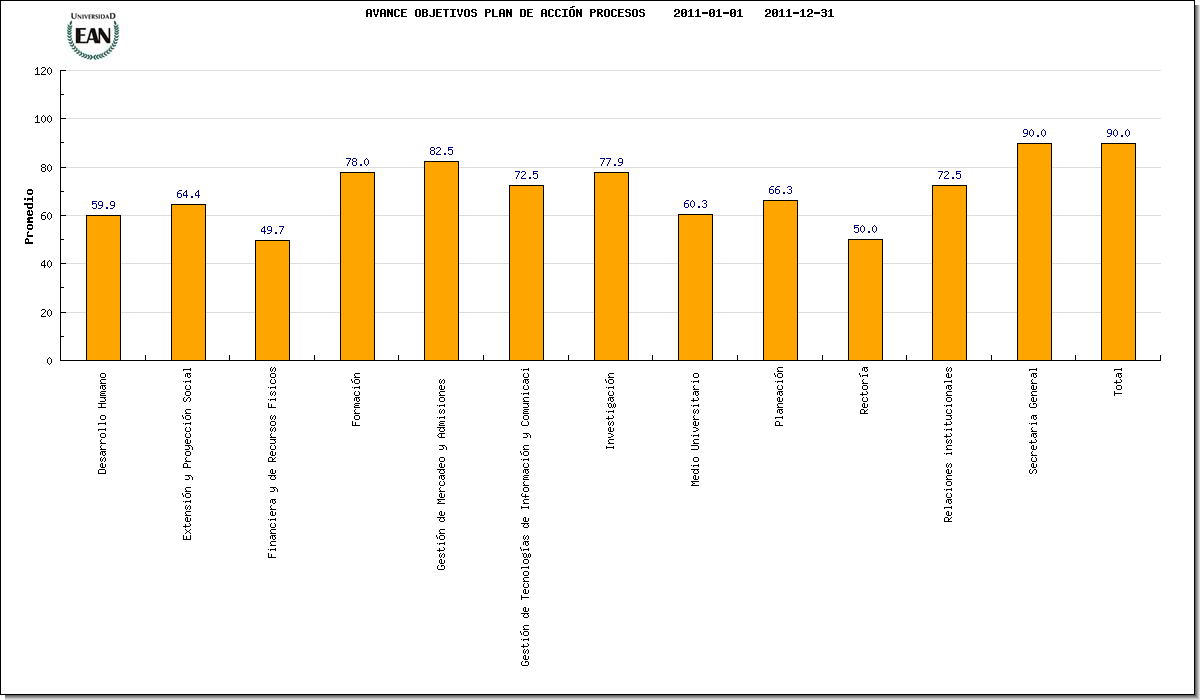 AVANCE OBJETIVOS PLAN DE ACCIÓN PROCESOS 2011-01-01 2011-12-31
UNIVERSIDAD
EAN
Promedio
120
100
80
60
40
20
0
59.9
64.4
49.7
78.0
82.5
72.5
77.9
60.3
66.3
50.0
72.5
90.0
90.0
Desarrollo Humano
Extensión y Proyección Social
Financiera y de Recursos Físicos
Formación
Gestión de Mercadeo y Admisiones
Gestión de Tecnologías de Información y Comunicaci
Investigación
Medio Universitario
Planeación
Rectoría
Relaciones institucionales
Secretaria General
Total